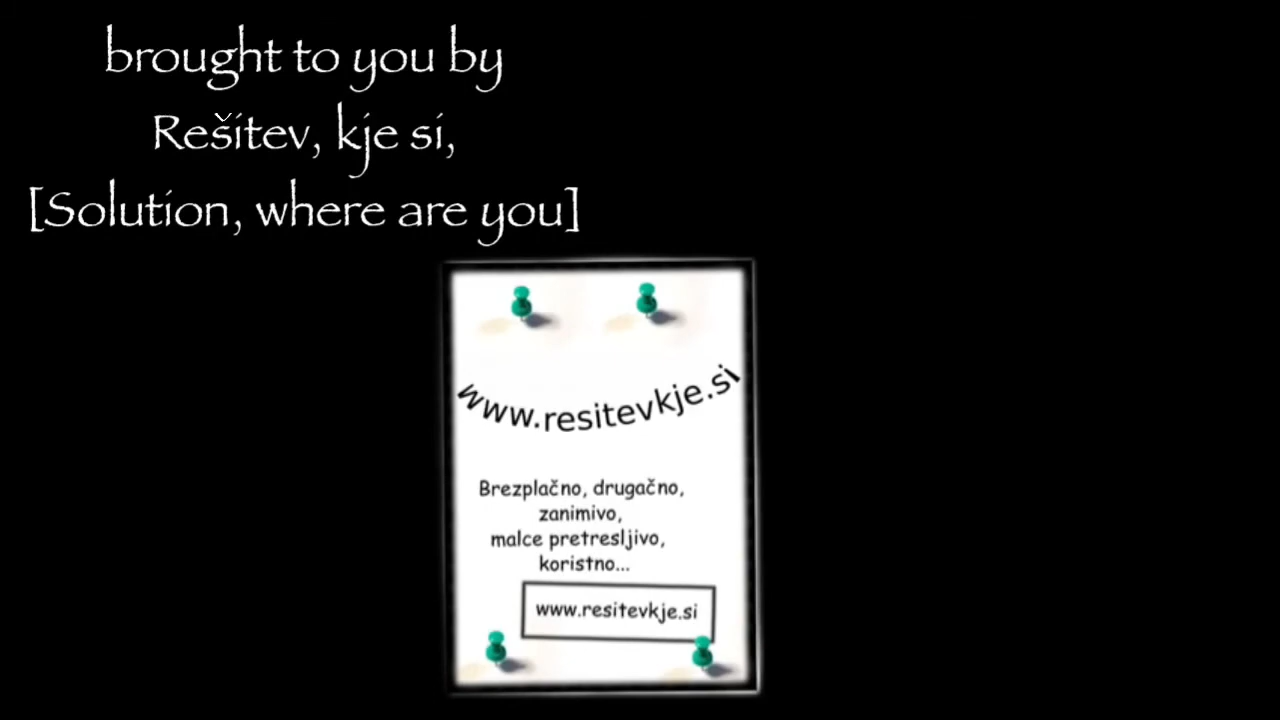 brought to you by
Rešitev, kje si,
[Solution, where are you]
www.resitevkje.si
Brezplačno, drugačno,
zanimivo,
malce pretresljivo,
koristno...
www.resitevkje.si